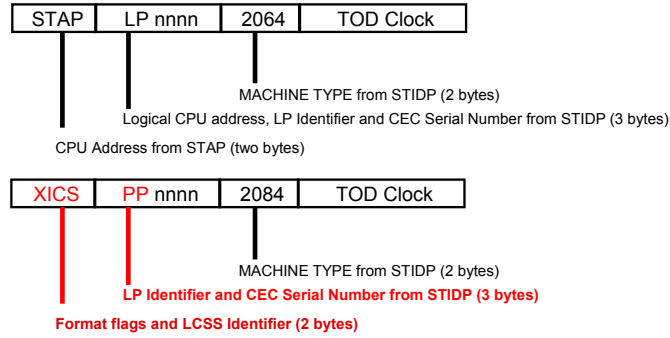 STAP LP nnnn 2064 TOD Clock
MACHINE TYPE from STIDP (2 bytes)
Logical CPU address, LP Identifier and CEC Serial Number from STIDP (3 bytes)
CPU Address from STAP (two bytes)
XICS PP nnnn 2084 TOD Clock
MACHINE TYPE from STIDP (2 bytes)
LP Identifier and CEC Serial Number from STIDP (3 bytes)
Format flags and LCSS Identifier (2 bytes)